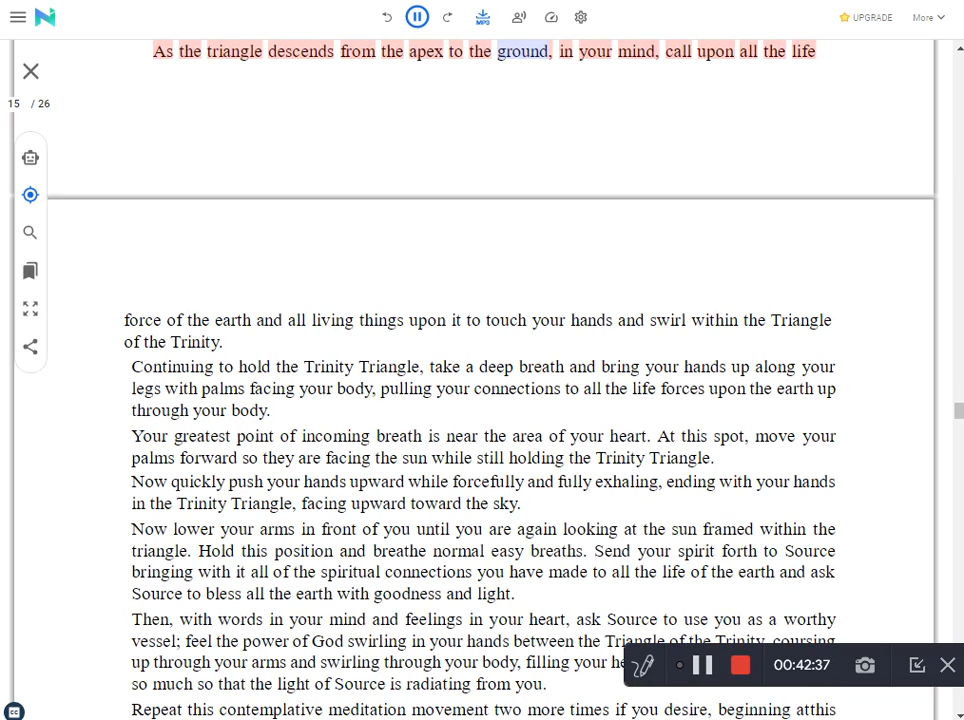 MP3
UPGRADE
More
As the triangle descends from the apex to the ground, in your mind, call upon all the life
15 / 26
force of the earth and all living things upon it to touch your hands and swirl within the Triangle
of the Trinity.
Continuing to hold the Trinity Triangle, take a deep breath and bring your hands up along your
legs with palms facing your body, pulling your connections to all the life forces upon the earth up
through your body.
Your greatest point of incoming breath is near the area of your heart. At this spot, move your
palms forward so they are facing the sun while still holding the Trinity Triangle.
Now quickly push your hands upward while forcefully and fully exhaling, ending with your hands
in the Trinity Triangle, facing upward toward the sky.
Now lower your arms in front of you until you are again looking at the sun framed within the
triangle. Hold this position and breathe normal easy breaths. Send your spirit forth to Source
bringing with it all of the spiritual connections you have made to all the life of the earth and ask
Source to bless all the earth with goodness and light.
Then, with words in your mind and feelings in your heart, ask Source to use you as a worthy
vessel; feel the power of God swirling in your hands between the Triangle of the Trinity, coursing
up through your arms and swirling through your body, filling your
so much so that the light of Source is radiating from you.
00:42:37
Repeat this contemplative meditation movement two more times if you desire, beginning atthis
CC